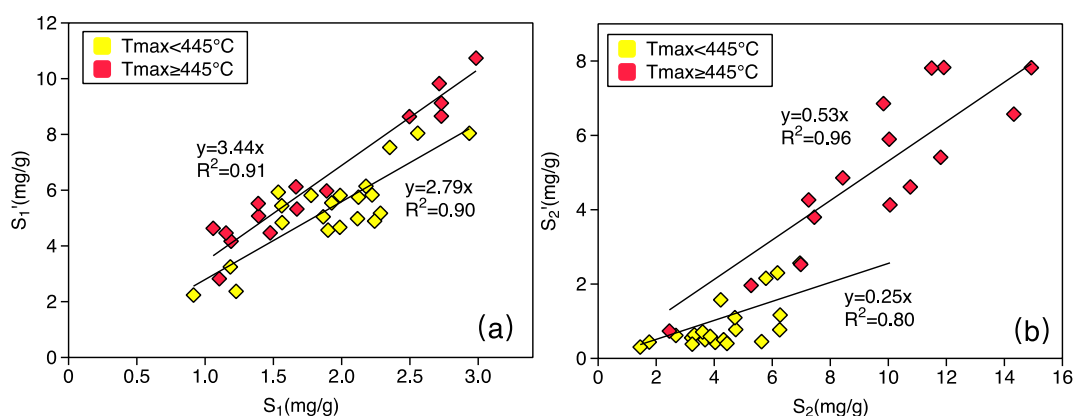 12
10
8
6
4
2
0
S₁′(mg/g)
Tmax<445°C
Tmax≥445°C
y=3.44x
R²=0.91
y=2.79x
R²=0.90
(a)
0 0.5 1.0 1.5 2.0 2.5 3.0
S₁(mg/g)
8
6
4
2
0
S₂′(mg/g)
Tmax<445°C
Tmax≥445°C
y=0.53x
R²=0.96
y=0.25x
R²=0.80
(b)
0 2 4 6 8 10 12 14 16
S₂(mg/g)